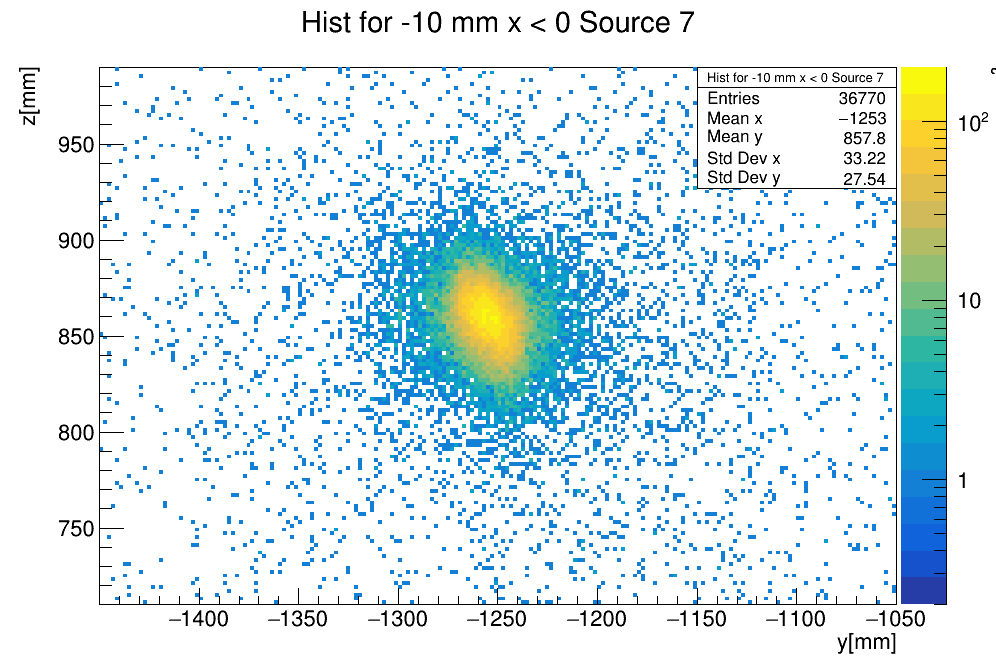 Hist for -10 mm x < 0 Source 7
z[mm]
Hist for -10 mm x < 0 Source 7
Entries 36770
Mean x −1253
Mean y 857.8
Std Dev x 33.22
Std Dev y 27.54
950
900
850
800
750
−1400 −1350 −1300 −1250 −1200 −1150 −1100 −1050
y[mm]
10²
10
1